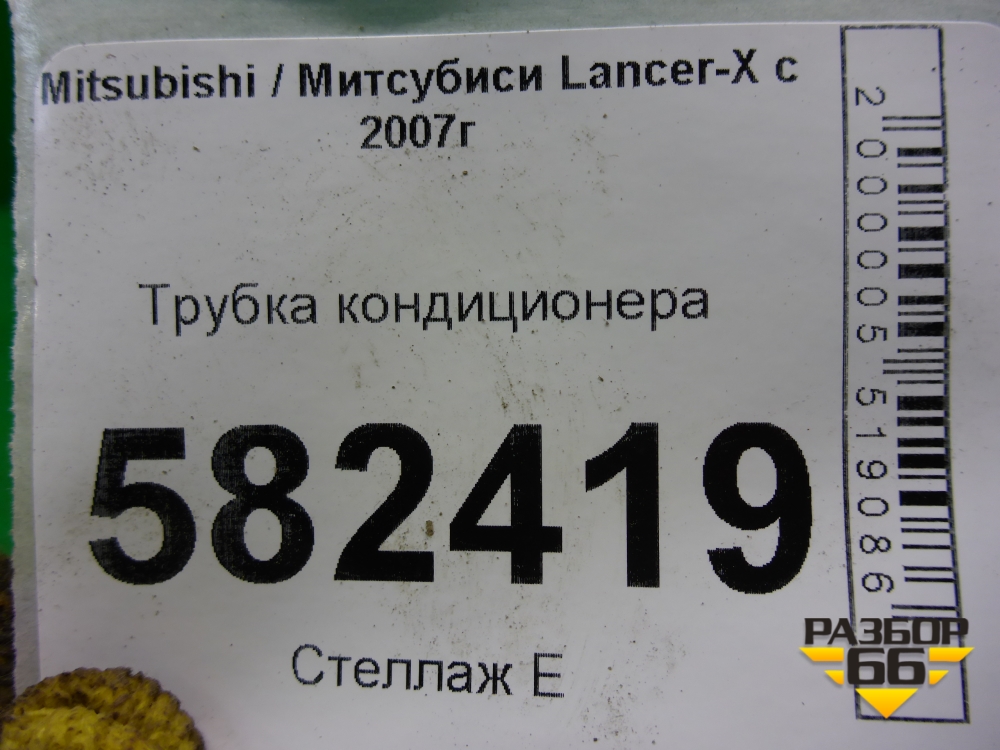 Mitsubishi / Митсубиси Lancer-X с
2007г
Трубка кондиционера
582419
Стеллаж Е
2000005519086
РАЗБОР
66